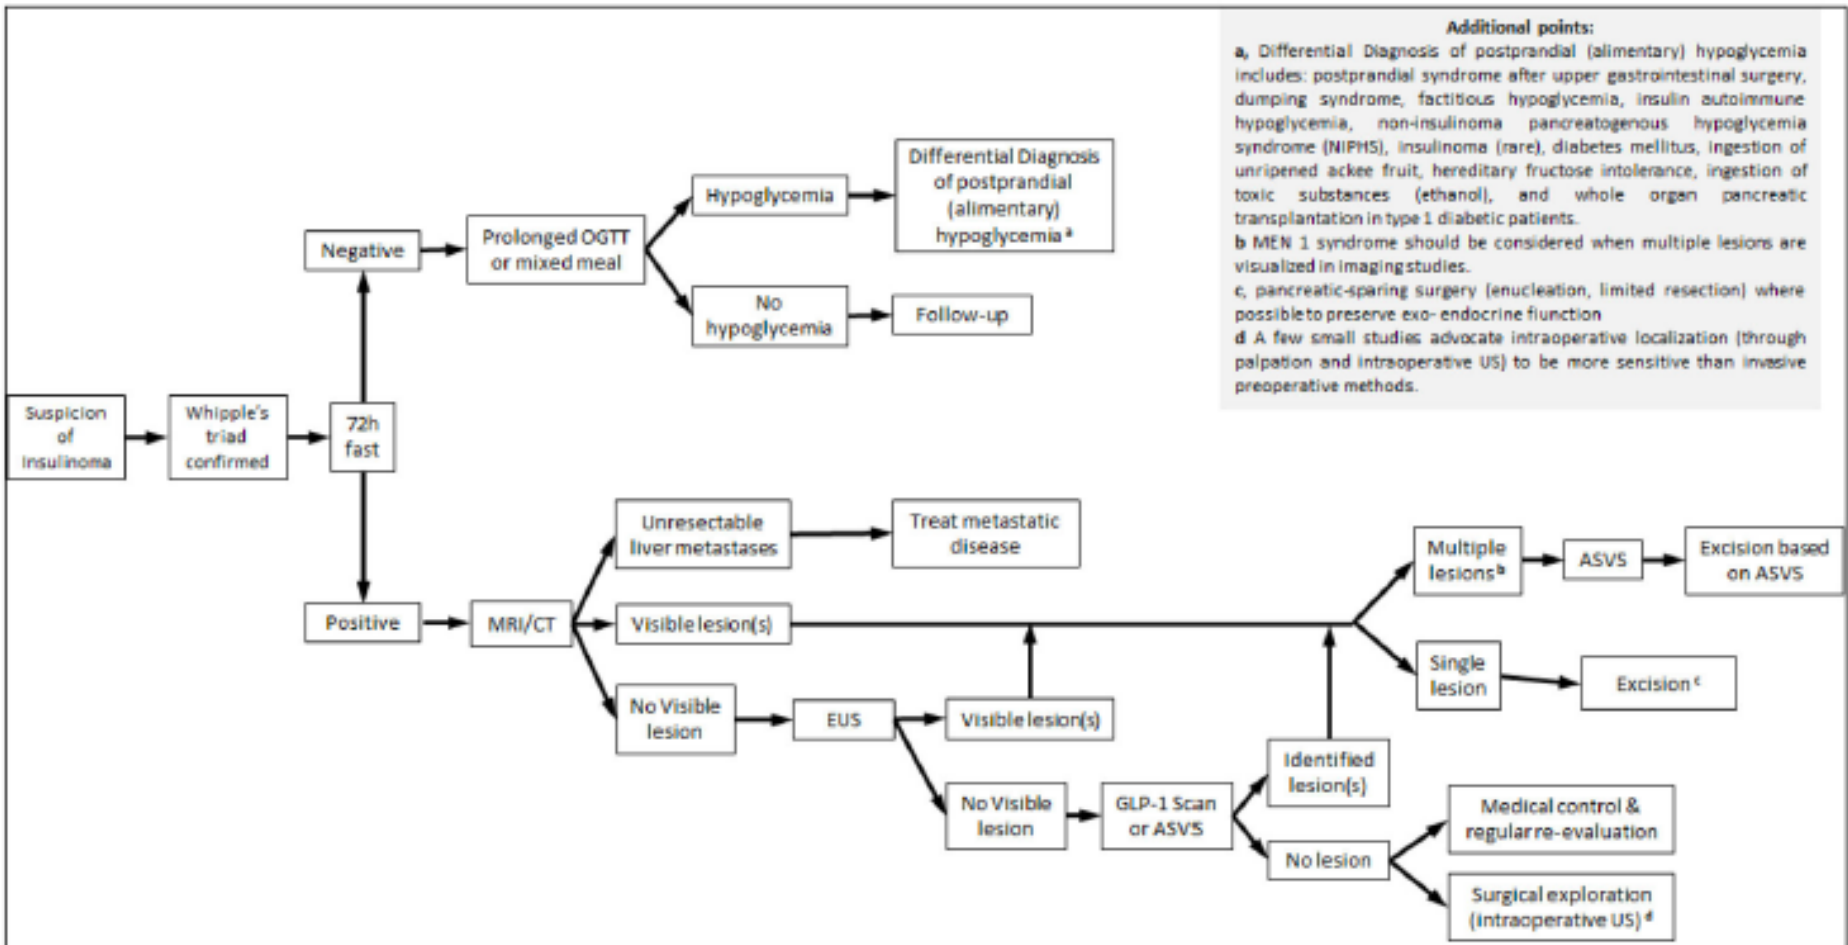 Additional points:
a, Differential Diagnosis of postprandial (alimentary) hypoglycemia
includes: postprandial syndrome after upper gastrointestinal surgery,
dumping syndrome, factitious hypoglycemia, insulin autoimmune
hypoglycemia, non-insulinoma pancreatogenous hypoglycemia
syndrome (NIPHS), insulinoma (rare), diabetes mellitus, ingestion of
unripened ackee fruit, hereditary fructose intolerance, ingestion of
toxic substances (ethanol), and whole organ pancreatic
transplantation in type 1 diabetic patients.
b MEN 1 syndrome should be considered when multiple lesions are
visualized in imaging studies.
c, pancreatic-sparing surgery (enucleation, limited resection) where
possible to preserve exo- endocrine fiunction
d A few small studies advocate intraoperative localization (through
palpation and intraoperative US) to be more sensitive than invasive
preoperative methods.
Suspicion
of
Insulinoma
Whipple's
triad
confirmed
72h
fast
Negative
Prolonged OGTT
or mixed meal
Hypoglycemia
Differential Diagnosis
of postprandial
(alimentary)
hypoglycemia a
No
hypoglycemia
Follow-up
Positive
MRI/CT
Unresectable
liver metastases
Treat metastatic
disease
Visible lesion(s)
No Visible
lesion
EUS
Visible lesion(s)
No Visible
lesion
GLP-1 Scan
or ASVS
Identified
lesion(s)
No lesion
Medical control &
regular re-evaluation
Surgical exploration
(intraoperative US) d
Multiple
lesions b
ASVS
Excision based
on ASVS
Single
lesion
Excision c